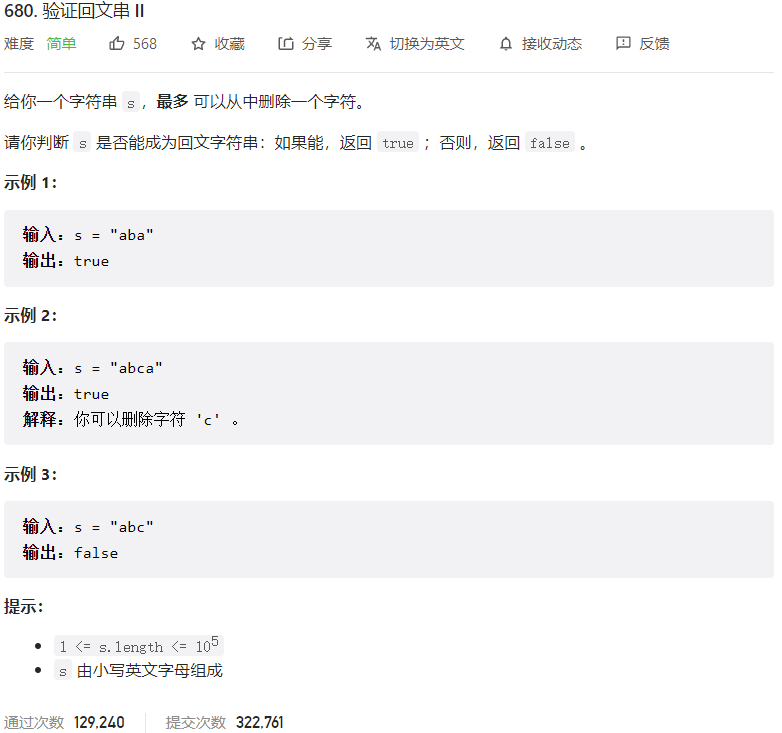 680. 验证回文串 II
难度 简单 568 收藏 分享 切换为英文 接收动态 反馈
给你一个字符串 s ，最多 可以从中删除一个字符。
请你判断 s 是否能成为回文字符串：如果能，返回 true ；否则，返回 false 。
示例 1：
输入：s = "aba"
输出：true
示例 2：
输入：s = "abca"
输出：true
解释：你可以删除字符 'c' 。
示例 3：
输入：s = "abc"
输出：false
提示：
• 1 <= s.length <= 10⁵
• s 由小写英文字母组成
通过次数 129,240 提交次数 322,761